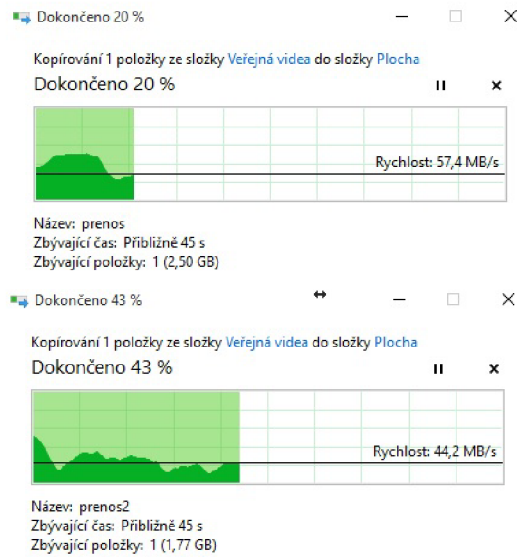 Dokončeno 20 %
Kopírování 1 položky ze složky Veřejná videa do složky Plocha
Dokončeno 20 %
Rychlost: 57,4 MB/s
Název: prenos
Zbývající čas: Přibližně 45 s
Zbývající položky: 1 (2,50 GB)
Dokončeno 43 %
Kopírování 1 položky ze složky Veřejná videa do složky Plocha
Dokončeno 43 %
Rychlost: 44,2 MB/s
Název: prenos2
Zbývající čas: Přibližně 45 s
Zbývající položky: 1 (1,77 GB)